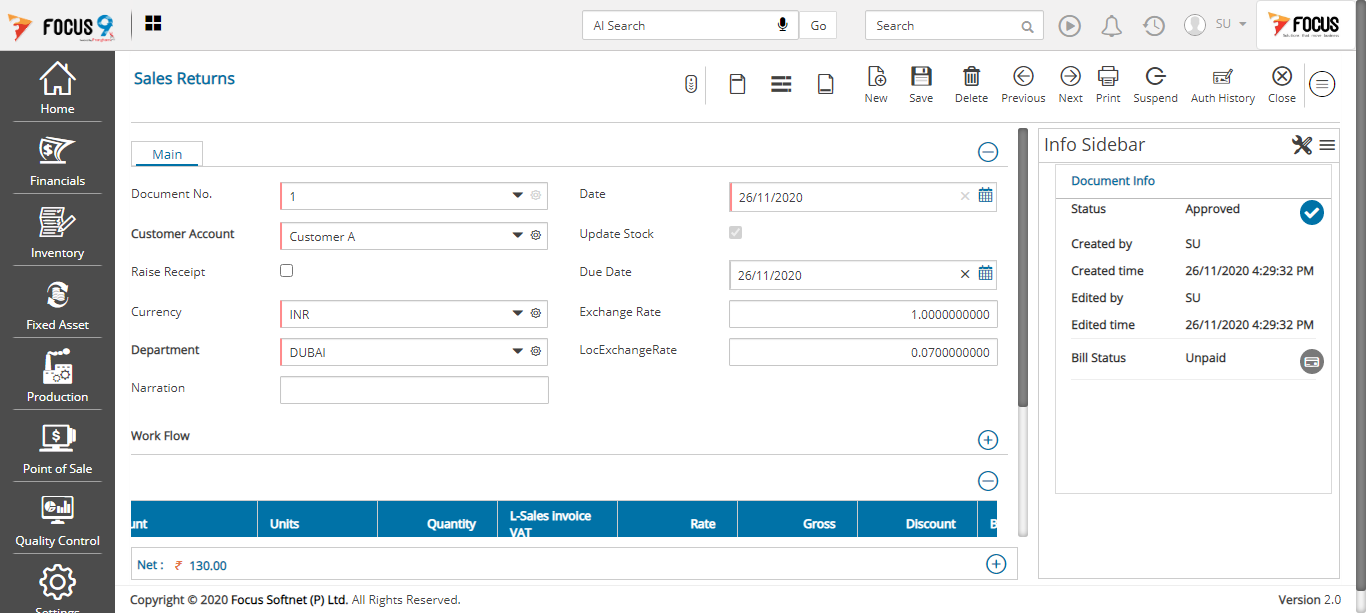 FOCUS 9
AI Search
Go
Search
SU
FOCUS
Sales Returns
New
Save
Delete
Previous
Next
Print
Suspend
Auth History
Close
Home
Financials
Inventory
Fixed Asset
Production
Point of Sale
Quality Control
Settings
Main
Document No.
1
Date
26/11/2020
Customer Account
Customer A
Update Stock
Raise Receipt
Due Date
26/11/2020
Currency
INR
Exchange Rate
1.0000000000
Department
DUBAI
LocExchangeRate
0.0700000000
Narration
Work Flow
unt
Units
Quantity
L-Sales Invoice
VAT
Rate
Gross
Discount
B
Net : ₹ 130.00
Info Sidebar
Document Info
Status Approved
Created by SU
Created time 26/11/2020 4:29:32 PM
Edited by SU
Edited time 26/11/2020 4:29:32 PM
Bill Status Unpaid
Copyright © 2020 Focus Softnet (P) Ltd. All Rights Reserved.
Version 2.0